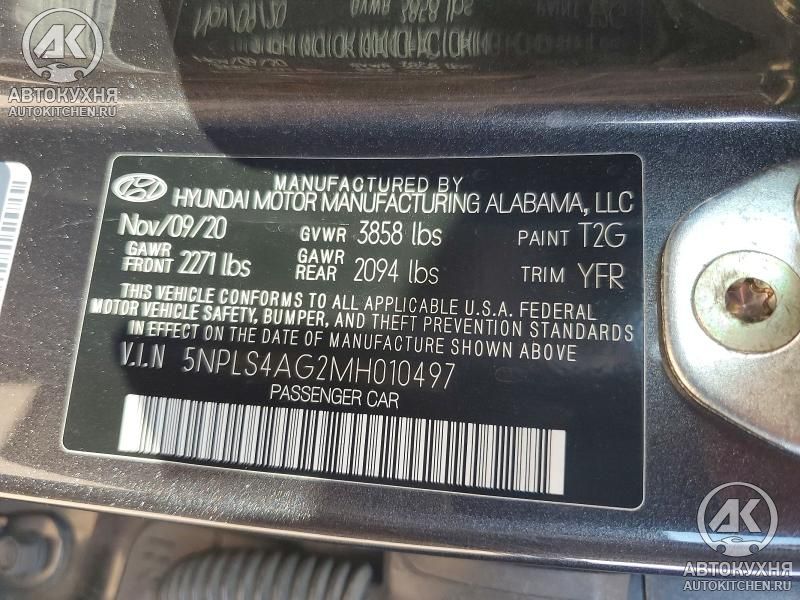 AK
АВТОКУХНЯ
AUTOKITCHEN.RU
MANUFACTURED BY
HYUNDAI MOTOR MANUFACTURING ALABAMA, LLC
Nov/09/20 GVWR 3858 lbs PAINT T2G
GAWR FRONT 2271 lbs GAWR REAR 2094 lbs TRIM YFR
THIS VEHICLE CONFORMS TO ALL APPLICABLE U.S.A. FEDERAL
MOTOR VEHICLE SAFETY, BUMPER, AND THEFT PREVENTION STANDARDS
IN EFFECT ON THE DATE OF MANUFACTURE SHOWN ABOVE
V.I.N 5NPLS4AG2MH010497
PASSENGER CAR
AK
АВТОКУХНЯ
AUTOKITCHEN.RU